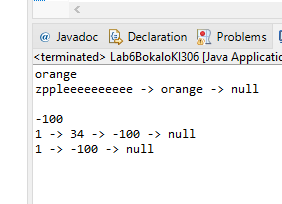 @ Javadoc Declaration Problems
<terminated> Lab6BokaloKI306 [Java Application
orange
zppleeeeeeeeee -> orange -> null
-100
1 -> 34 -> -100 -> null
1 -> -100 -> null